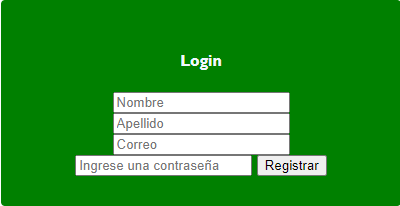 Login
Nombre
Apellido
Correo
Ingrese una contraseña Registrar